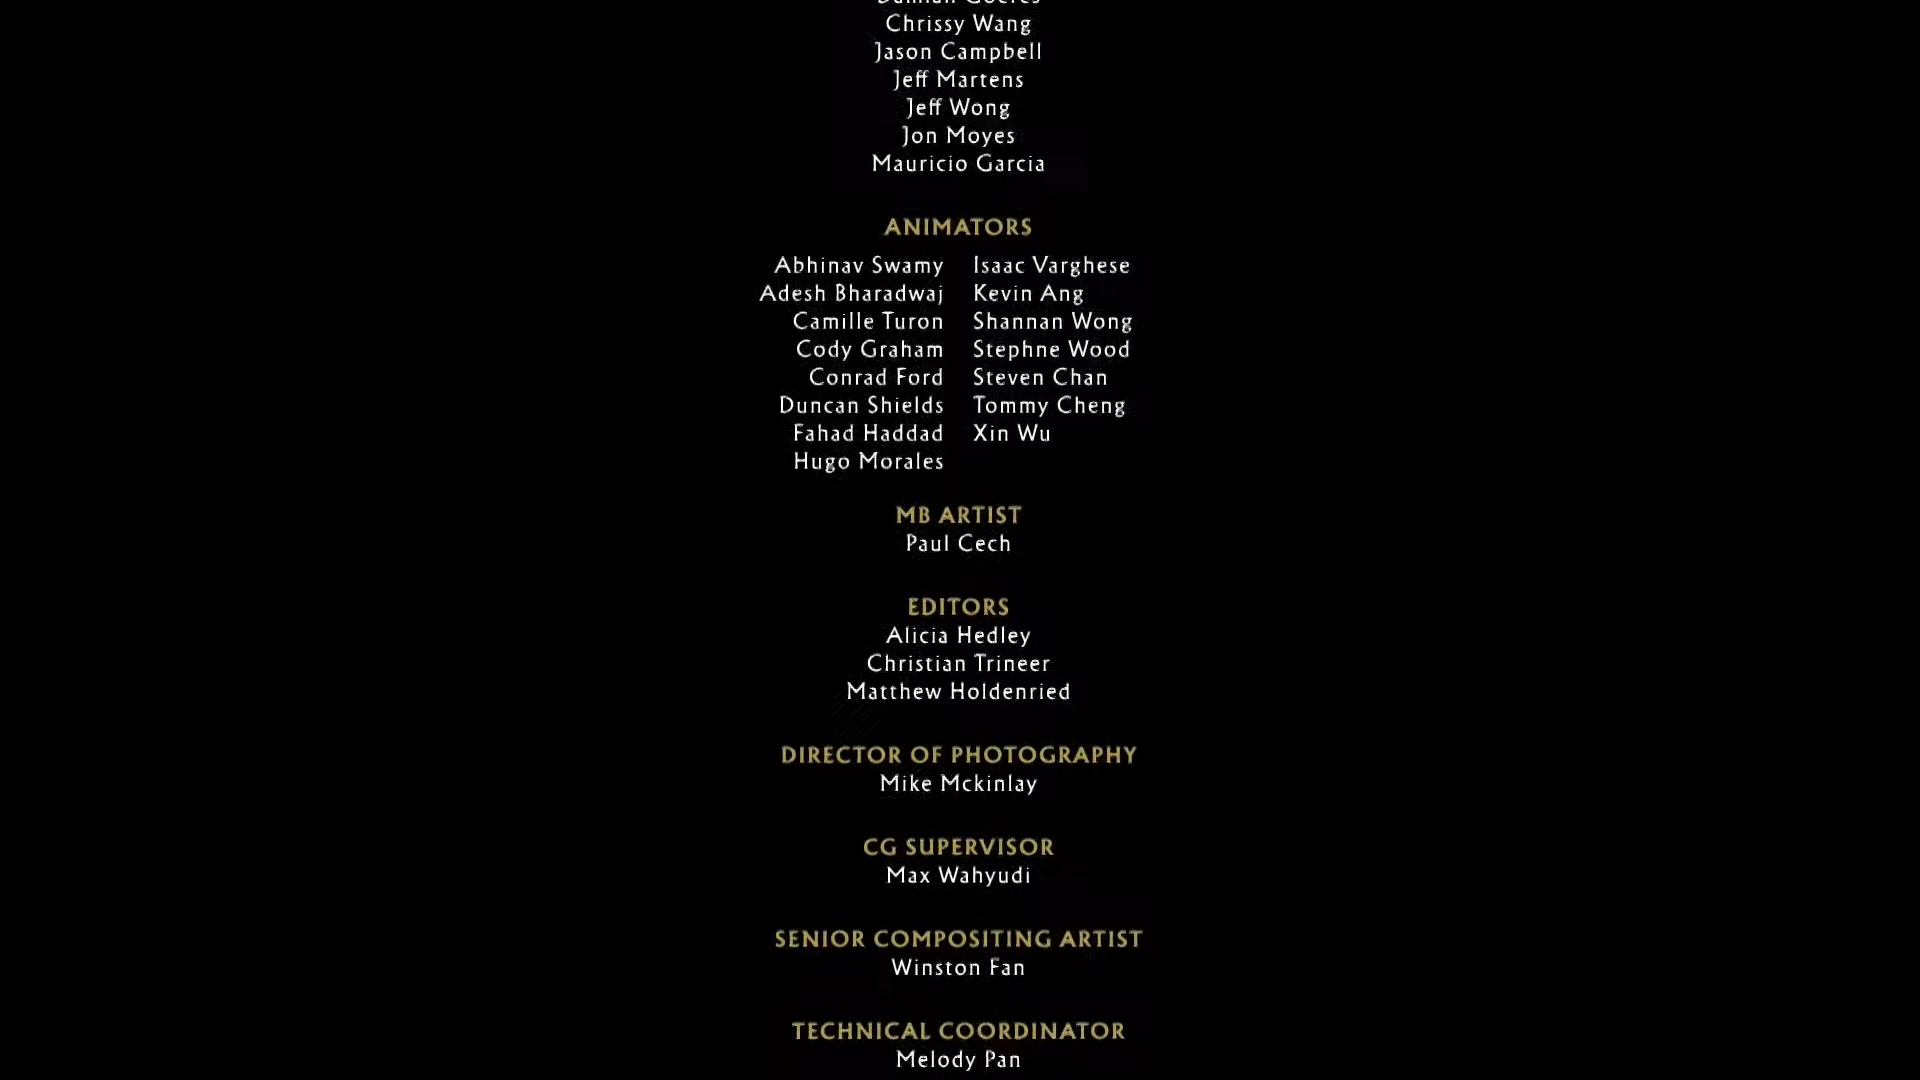 Chrissy Wang
Jason Campbell
Jeff Martens
Jeff Wong
Jon Moyes
Mauricio Garcia
ANIMATORS
Abhinav Swamy Isaac Varghese
Adesh Bharadwaj Kevin Ang
Camille Turon Shannan Wong
Cody Graham Stephne Wood
Conrad Ford Steven Chan
Duncan Shields Tommy Cheng
Fahad Haddad Xin Wu
Hugo Morales
MB ARTIST
Paul Cech
EDITORS
Alicia Hedley
Christian Trineer
Matthew Holdenried
DIRECTOR OF PHOTOGRAPHY
Mike Mckinlay
CG SUPERVISOR
Max Wahyudi
SENIOR COMPOSITING ARTIST
Winston Fan
TECHNICAL COORDINATOR
Melody Pan